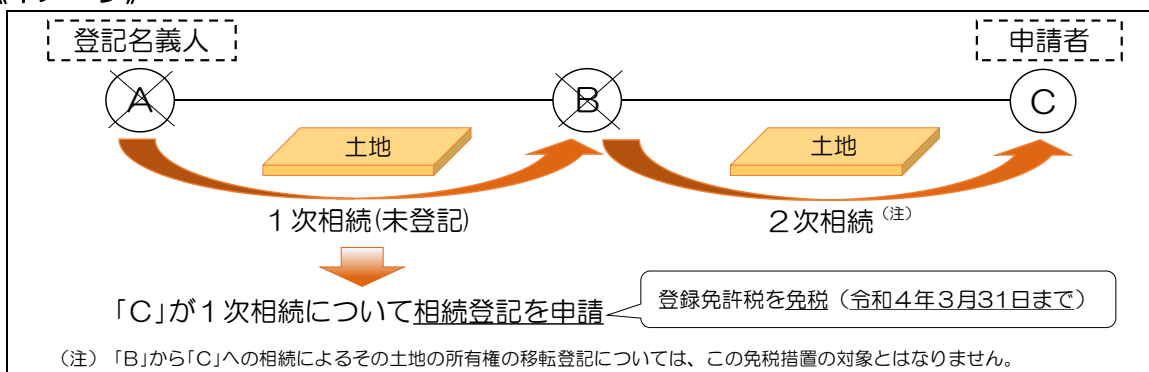 登記名義人
申請者
A
B
C
土地
土地
1次相続(未登記)
2次相続(注)
「C」が1次相続について相続登記を申請
登録免許税を免税(令和4年3月31日まで)
(注) 「B」から「C」への相続によるその土地の所有権の移転登記については、この免税措置の対象とはなりません。